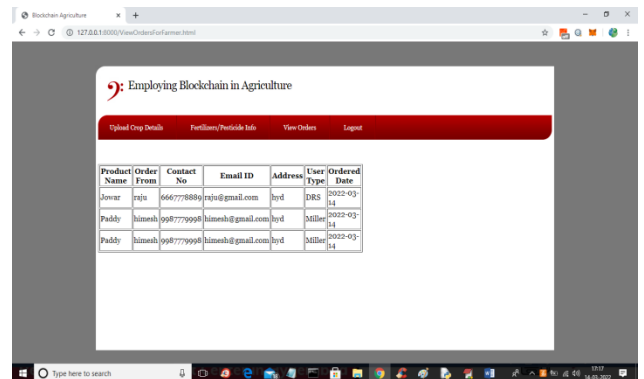 Blockchain Agriculture
127.0.0.1:8000/ViewOrdersForFarmer.html
Employing Blockchain in Agriculture
Upload Crop Details Fertilizers/Pesticide Info View Orders Logout
Product Name Order From Contact No Email ID Address User Type Ordered Date
Jowar raju 6667778889 raju@gmail.com hyd DRS 2022-03-14
Paddy himesh 9987779998 himesh@gmail.com hyd Miller 2022-03-14
Paddy himesh 9987779998 himesh@gmail.com hyd Miller 2022-03-14
Type here to search
17:17
14-03-2022